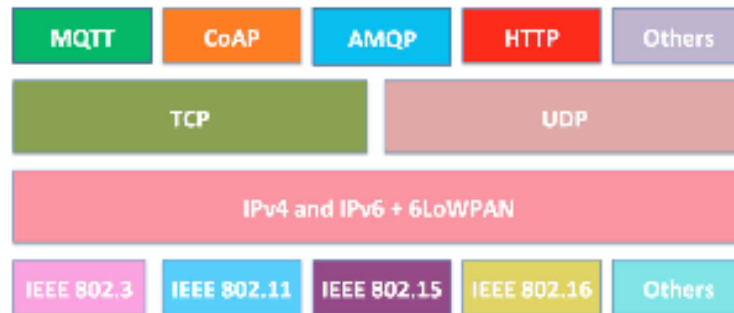 MQTT CoAP AMQP HTTP Others
TCP UDP
IPv4 and IPv6 + 6LoWPAN
IEEE 802.3 IEEE 802.11 IEEE 802.15 IEEE 802.16 Others